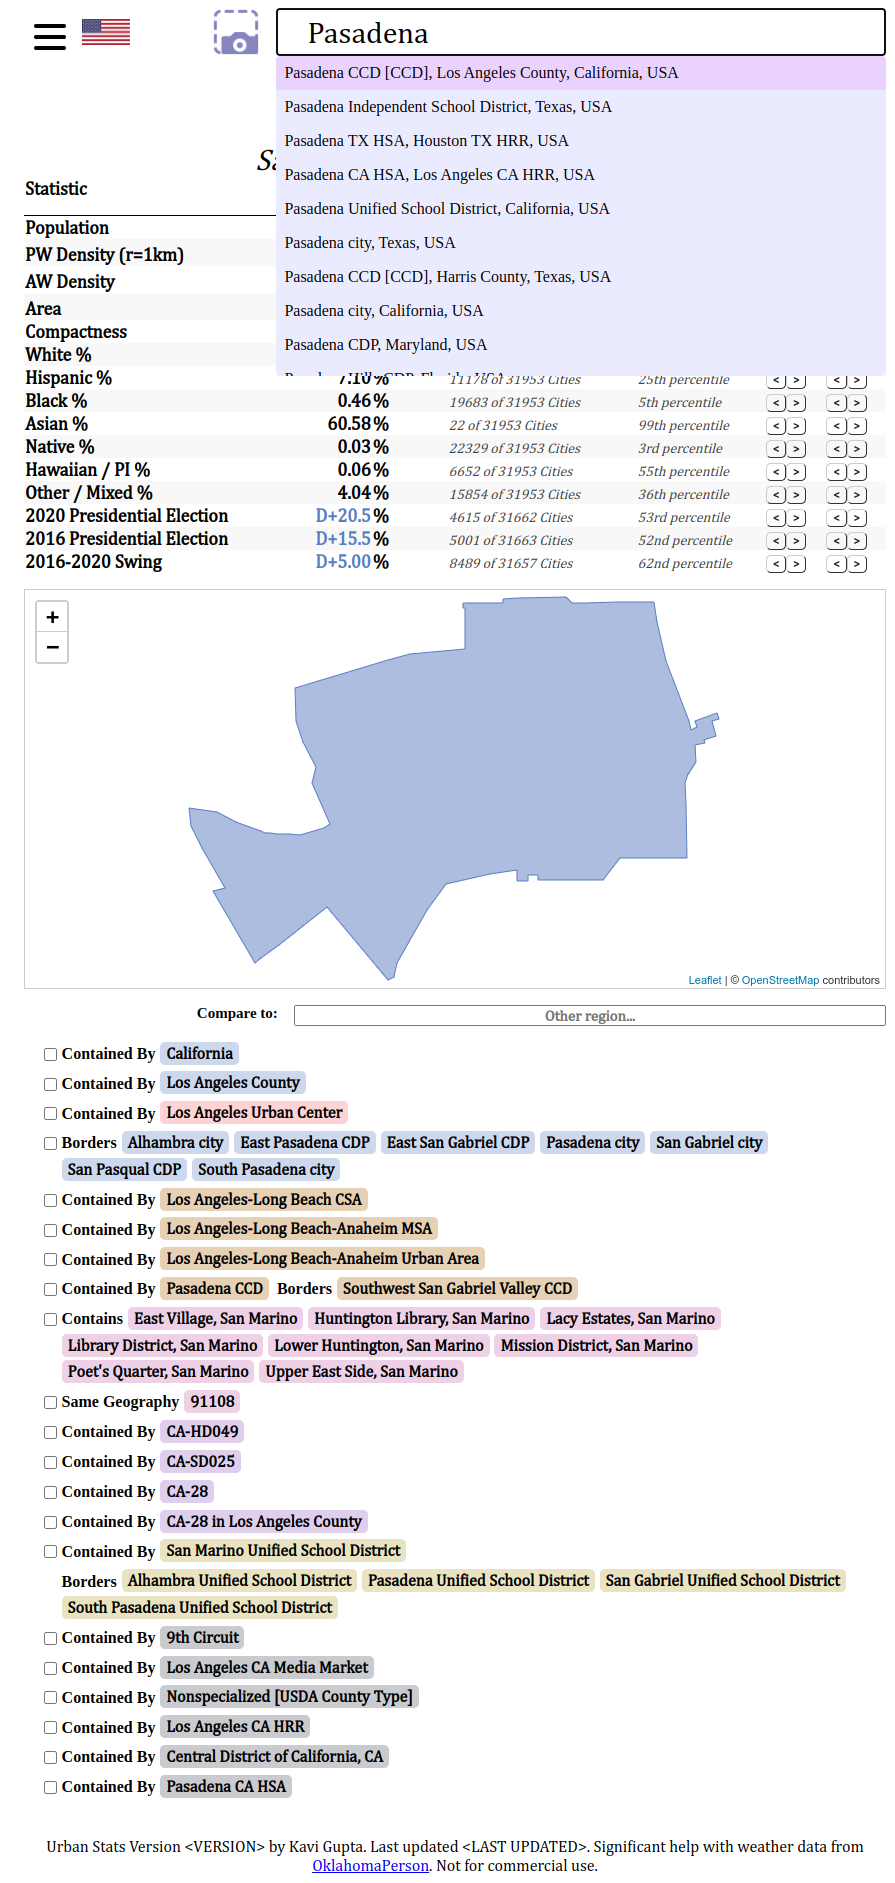 Pasadena
Pasadena CCD [CCD], Los Angeles County, California, USA
Pasadena Independent School District, Texas, USA
Pasadena TX HSA, Houston TX HRR, USA
Pasadena CA HSA, Los Angeles CA HRR, USA
Pasadena Unified School District, California, USA
Pasadena city, Texas, USA
Pasadena CCD [CCD], Harris County, Texas, USA
Pasadena city, California, USA
Pasadena CDP, Maryland, USA
Statistic
Population
PW Density (r=1km)
AW Density
Area
Compactness
White %
Hispanic % 7.10% 11178 of 31953 Cities 25th percentile < > < >
Black % 0.46% 19683 of 31953 Cities 5th percentile < > < >
Asian % 60.58% 22 of 31953 Cities 99th percentile < > < >
Native % 0.03% 22329 of 31953 Cities 3rd percentile < > < >
Hawaiian / PI % 0.06% 6652 of 31953 Cities 55th percentile < > < >
Other / Mixed % 4.04% 15854 of 31953 Cities 36th percentile < > < >
2020 Presidential Election D+20.5% 4615 of 31662 Cities 53rd percentile < > < >
2016 Presidential Election D+15.5% 5001 of 31663 Cities 52nd percentile < > < >
2016-2020 Swing D+5.00% 8489 of 31657 Cities 62nd percentile < > < >
+
−
Leaflet | © OpenStreetMap contributors
Compare to: Other region...
Contained By California
Contained By Los Angeles County
Contained By Los Angeles Urban Center
Borders Alhambra city East Pasadena CDP East San Gabriel CDP Pasadena city San Gabriel city
San Pasqual CDP South Pasadena city
Contained By Los Angeles-Long Beach CSA
Contained By Los Angeles-Long Beach-Anaheim MSA
Contained By Los Angeles-Long Beach-Anaheim Urban Area
Contained By Pasadena CCD Borders Southwest San Gabriel Valley CCD
Contains East Village, San Marino Huntington Library, San Marino Lacy Estates, San Marino
Library District, San Marino Lower Huntington, San Marino Mission District, San Marino
Poet's Quarter, San Marino Upper East Side, San Marino
Same Geography 91108
Contained By CA-HD049
Contained By CA-SD025
Contained By CA-28
Contained By CA-28 in Los Angeles County
Contained By San Marino Unified School District
Borders Alhambra Unified School District Pasadena Unified School District San Gabriel Unified School District
South Pasadena Unified School District
Contained By 9th Circuit
Contained By Los Angeles CA Media Market
Contained By Nonspecialized [USDA County Type]
Contained By Los Angeles CA HRR
Contained By Central District of California, CA
Contained By Pasadena CA HSA
Urban Stats Version <VERSION> by Kavi Gupta. Last updated <LAST UPDATED>. Significant help with weather data from
OklahomaPerson. Not for commercial use.